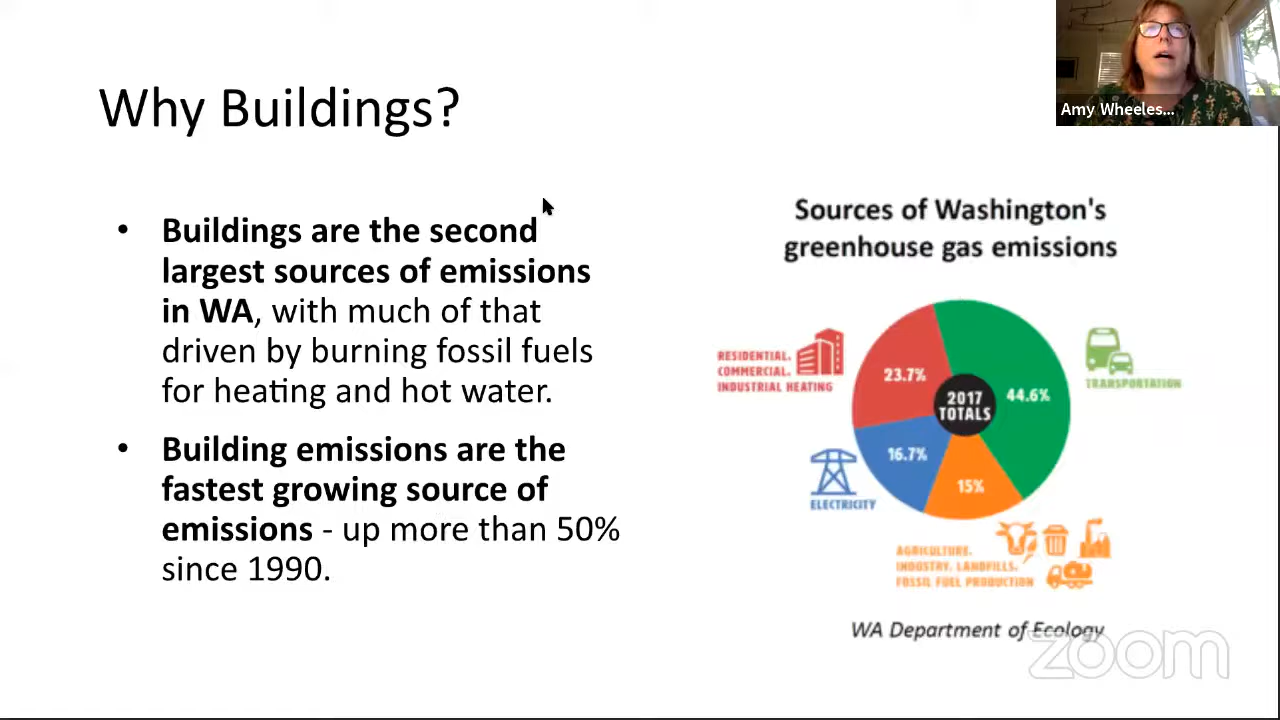 Why Buildings?
Amy Wheeles...
• Buildings are the second
largest sources of emissions
in WA, with much of that
driven by burning fossil fuels
for heating and hot water.
• Building emissions are the
fastest growing source of
emissions - up more than 50%
since 1990.
Sources of Washington's
greenhouse gas emissions
RESIDENTIAL,
COMMERCIAL,
INDUSTRIAL HEATING
23.7%
2017
TOTALS
44.6%
TRANSPORTATION
16.7%
ELECTRICITY
15%
AGRICULTURE,
INDUSTRY, LANDFILLS,
FOSSIL FUEL PRODUCTION
WA Department of Ecology
zoom